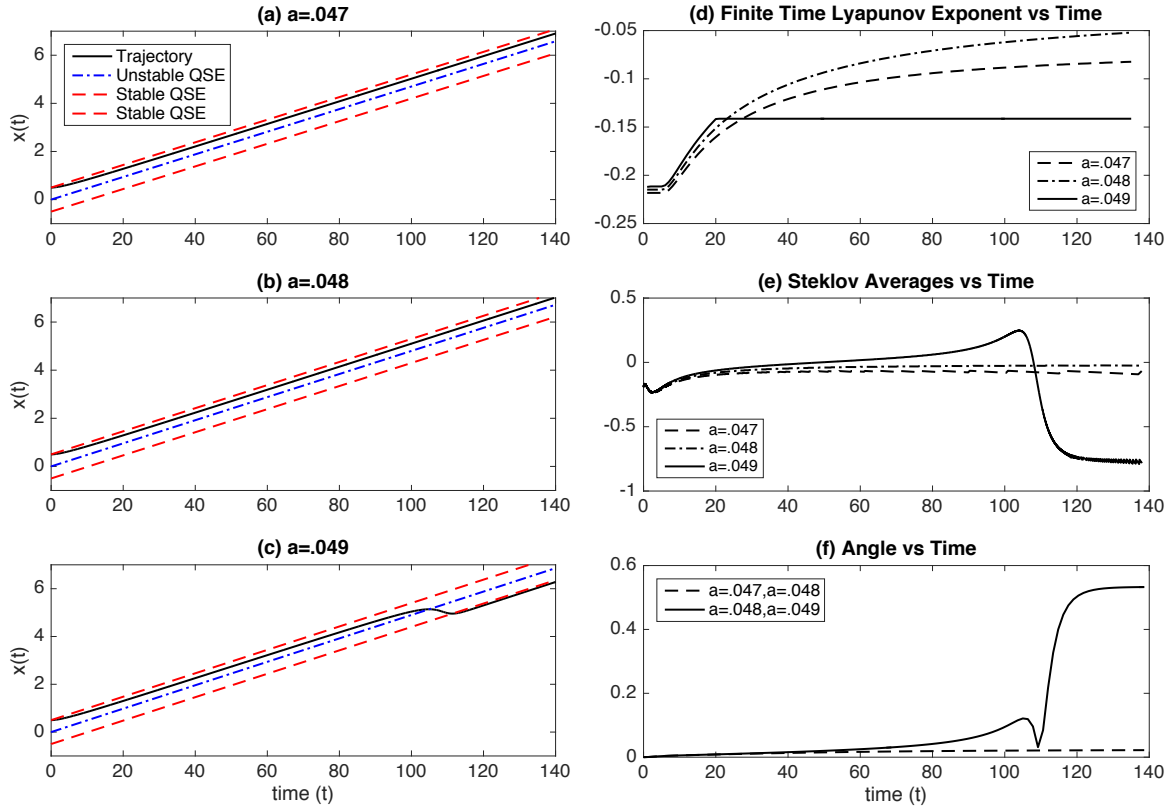 (a) a=.047
x(t)
6
4
2
0
Trajectory
Unstable QSE
Stable QSE
Stable QSE
0 20 40 60 80 100 120 140
(b) a=.048
x(t)
6
4
2
0
0 20 40 60 80 100 120 140
(c) a=.049
x(t)
6
4
2
0
0 20 40 60 80 100 120 140
time (t)
(d) Finite Time Lyapunov Exponent vs Time
-0.05
-0.1
-0.15
-0.2
-0.25
a=.047
a=.048
a=.049
0 20 40 60 80 100 120 140
(e) Steklov Averages vs Time
0.5
0
-0.5
-1
a=.047
a=.048
a=.049
0 20 40 60 80 100 120 140
(f) Angle vs Time
0.6
0.4
0.2
0
a=.047,a=.048
a=.048,a=.049
0 20 40 60 80 100 120 140
time (t)